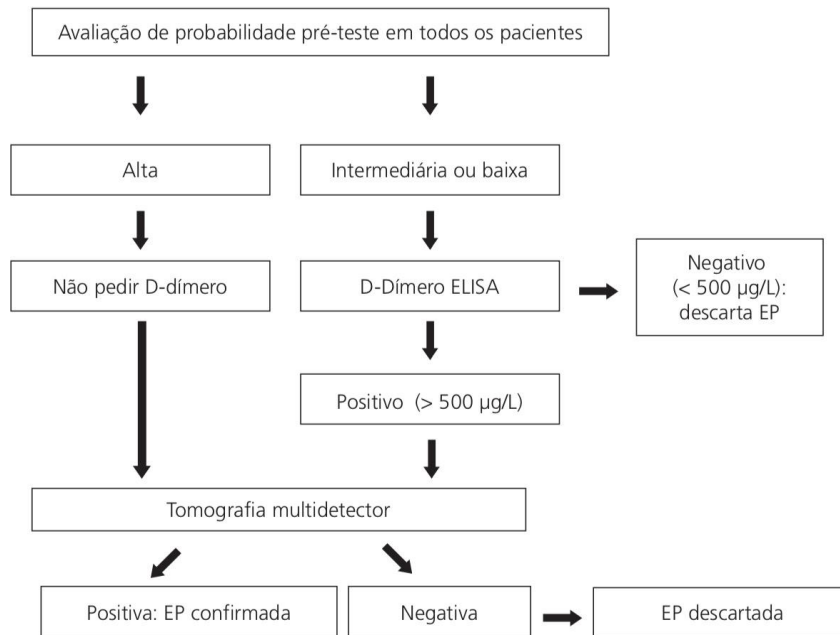 Avaliação de probabilidade pré-teste em todos os pacientes
Alta
Intermediária ou baixa
Não pedir D-dímero
D-Dímero ELISA
Negativo
(< 500 µg/L):
descarta EP
Positivo (> 500 µg/L)
Tomografia multidetector
Positiva: EP confirmada
Negativa
EP descartada